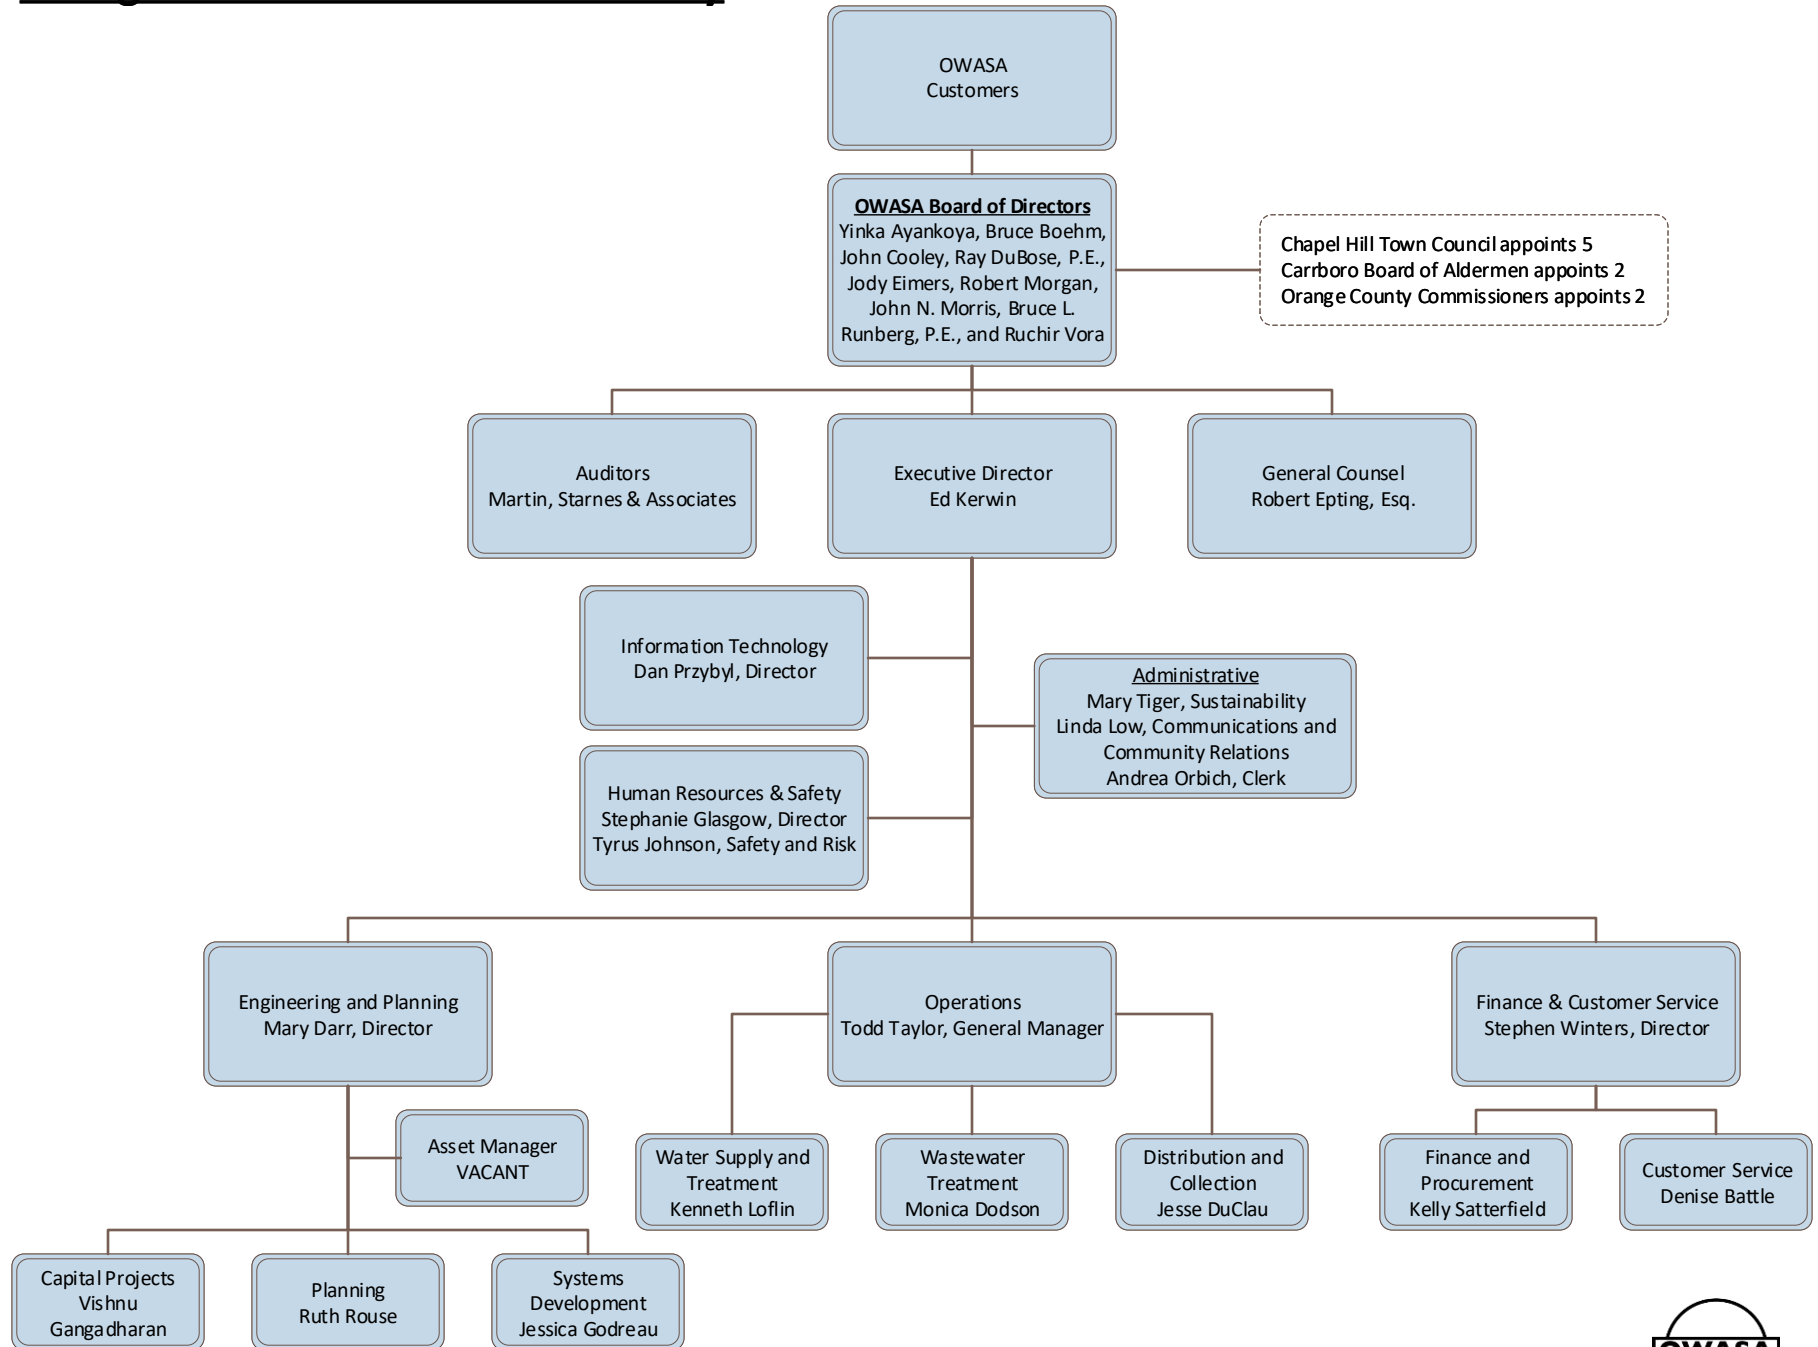 OWASA
Customers
OWASA Board of Directors
Yinka Ayankoya, Bruce Boehm,
John Cooley, Ray DuBose, P.E.,
Jody Eimers, Robert Morgan,
John N. Morris, Bruce L.
Runberg, P.E., and Ruchir Vora
Chapel Hill Town Council appoints 5
Carrboro Board of Aldermen appoints 2
Orange County Commissioners appoints 2
Auditors
Martin, Starnes & Associates
Executive Director
Ed Kerwin
General Counsel
Robert Epting, Esq.
Information Technology
Dan Przybyl, Director
Administrative
Mary Tiger, Sustainability
Linda Low, Communications and
Community Relations
Andrea Orbich, Clerk
Human Resources & Safety
Stephanie Glasgow, Director
Tyrus Johnson, Safety and Risk
Engineering and Planning
Mary Darr, Director
Operations
Todd Taylor, General Manager
Finance & Customer Service
Stephen Winters, Director
Asset Manager
VACANT
Water Supply and
Treatment
Kenneth Loflin
Wastewater
Treatment
Monica Dodson
Distribution and
Collection
Jesse DuClau
Finance and
Procurement
Kelly Satterfield
Customer Service
Denise Battle
Capital Projects
Vishnu
Gangadharan
Planning
Ruth Rouse
Systems
Development
Jessica Godreau
OWASA